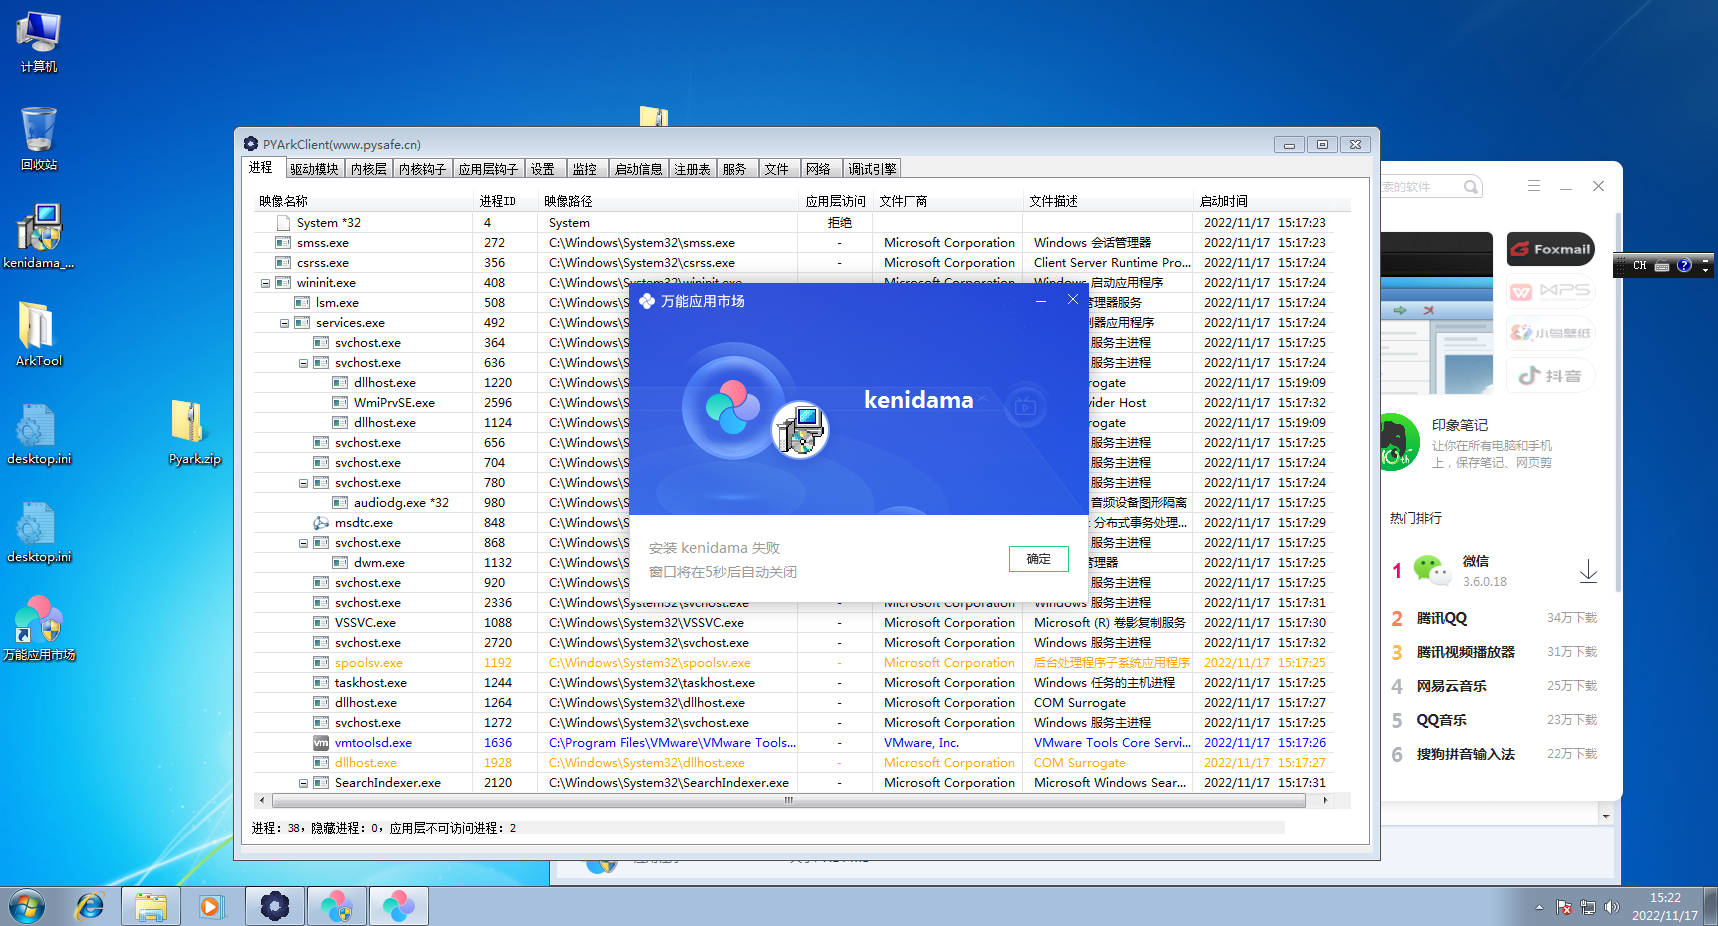 计算机
回收站
kenidama_...
ArkTool
desktop.ini
Pyark.zip
desktop.ini
万能应用市场
PYArkClient(www.pysafe.cn)
进程 驱动模块 内核层 内核钩子 应用层钩子 设置 监控 启动信息 注册表 服务 文件 网络 调试引擎
映像名称 进程ID 映像路径 应用层访问 文件厂商 文件描述 启动时间
System *32 4 System 拒绝 2022/11/17 15:17:23
smss.exe 272 C:\Windows\System32\smss.exe - Microsoft Corporation Windows 会话管理器 2022/11/17 15:17:23
csrss.exe 356 C:\Windows\System32\csrss.exe - Microsoft Corporation Client Server Runtime Pro... 2022/11/17 15:17:24
wininit.exe 408 C:\Windows\System32\wininit.exe - Microsoft Corporation Windows 启动应用程序 2022/11/17 15:17:24
lsm.exe 508 C:\Windows\S 管理器服务 2022/11/17 15:17:24
services.exe 492 C:\Windows\S 制器应用程序 2022/11/17 15:17:24
svchost.exe 364 C:\Windows\S 服务主进程 2022/11/17 15:17:25
svchost.exe 636 C:\Windows\S 服务主进程 2022/11/17 15:17:24
dllhost.exe 1220 C:\Windows\S rogate 2022/11/17 15:19:09
WmiPrvSE.exe 2596 C:\Windows\S vider Host 2022/11/17 15:17:32
dllhost.exe 1124 C:\Windows\S rogate 2022/11/17 15:19:09
svchost.exe 656 C:\Windows\S 服务主进程 2022/11/17 15:17:25
svchost.exe 704 C:\Windows\S 服务主进程 2022/11/17 15:17:24
svchost.exe 780 C:\Windows\S 服务主进程 2022/11/17 15:17:24
audiodg.exe *32 980 C:\Windows\S 音频设备图形隔离 2022/11/17 15:17:25
msdtc.exe 848 C:\Windows\S 分布式事务处理... 2022/11/17 15:17:29
svchost.exe 868 C:\Windows\S 服务主进程 2022/11/17 15:17:25
dwm.exe 1132 C:\Windows\S 管理器 2022/11/17 15:17:25
svchost.exe 920 C:\Windows\S 服务主进程 2022/11/17 15:17:25
svchost.exe 2336 C:\Windows\System32\svchost.exe - Microsoft Corporation Windows 服务主进程 2022/11/17 15:17:31
VSSVC.exe 1088 C:\Windows\System32\VSSVC.exe - Microsoft Corporation Microsoft (R) 卷影复制服务 2022/11/17 15:17:30
svchost.exe 2720 C:\Windows\System32\svchost.exe - Microsoft Corporation Windows 服务主进程 2022/11/17 15:17:32
spoolsv.exe 1192 C:\Windows\System32\spoolsv.exe - Microsoft Corporation 后台处理程序子系统应用程序 2022/11/17 15:17:25
taskhost.exe 1244 C:\Windows\System32\taskhost.exe - Microsoft Corporation Windows 任务的主机进程 2022/11/17 15:17:25
dllhost.exe 1264 C:\Windows\System32\dllhost.exe - Microsoft Corporation COM Surrogate 2022/11/17 15:17:27
svchost.exe 1272 C:\Windows\System32\svchost.exe - Microsoft Corporation Windows 服务主进程 2022/11/17 15:17:25
vmtoolsd.exe 1636 C:\Program Files\VMware\VMware Tools... - VMware, Inc. VMware Tools Core Servi... 2022/11/17 15:17:26
dllhost.exe 1928 C:\Windows\System32\dllhost.exe - Microsoft Corporation COM Surrogate 2022/11/17 15:17:27
SearchIndexer.exe 2120 C:\Windows\System32\SearchIndexer.exe - Microsoft Corporation Microsoft Windows Sear... 2022/11/17 15:17:31
进程: 38, 隐藏进程: 0, 应用层不可访问进程: 2
万能应用市场
kenidama
安装 kenidama 失败
窗口将在5秒后自动关闭
确定
索的软件
Foxmail
WPS
小鸟壁纸
抖音
CH
印象笔记
让你在所有电脑和手机
上，保存笔记、网页剪
热门排行
1 微信
3.6.0.18
2 腾讯QQ 34万下载
3 腾讯视频播放器 31万下载
4 网易云音乐 25万下载
5 QQ音乐 23万下载
6 搜狗拼音输入法 22万下载
15:22
2022/11/17